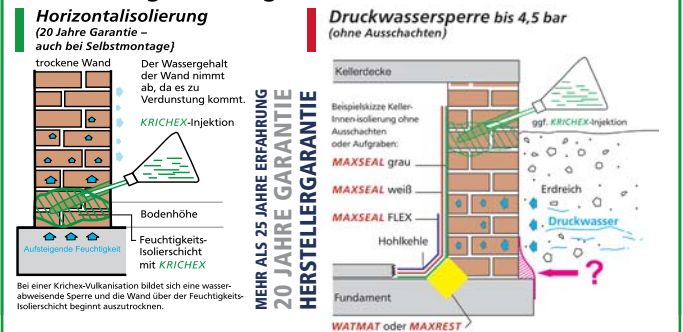 Horizontalisolierung
(20 Jahre Garantie –
auch bei Selbstmontage)
trockene Wand
Der Wassergehalt
der Wand nimmt
ab, da es zu
Verdunstung kommt.
KRICHEX-Injektion
Bodenhöhe
Feuchtigkeits-
Isolierschicht
mit KRICHEX
Aufsteigende Feuchtigkeit
Bei einer Krichex-Vulkanisation bildet sich eine wasser-
abweisende Sperre und die Wand über der Feuchtigkeits-
Isolierschicht beginnt auszutrocknen.
MEHR ALS 25 JAHRE ERFAHRUNG
20 JAHRE GARANTIE
HERSTELLERGARANTIE
Druckwassersperre bis 4,5 bar
(ohne Ausschachten)
Kellerdecke
Beispielskizze Keller-
Innen-isolierung ohne
Ausschachten
oder Aufgraben:
MAXSEAL grau
MAXSEAL weiß
MAXSEAL FLEX
Hohlkehle
ggf. KRICHEX-Injektion
Erdreich
Druckwasser
?
Fundament
WATMAT oder MAXREST